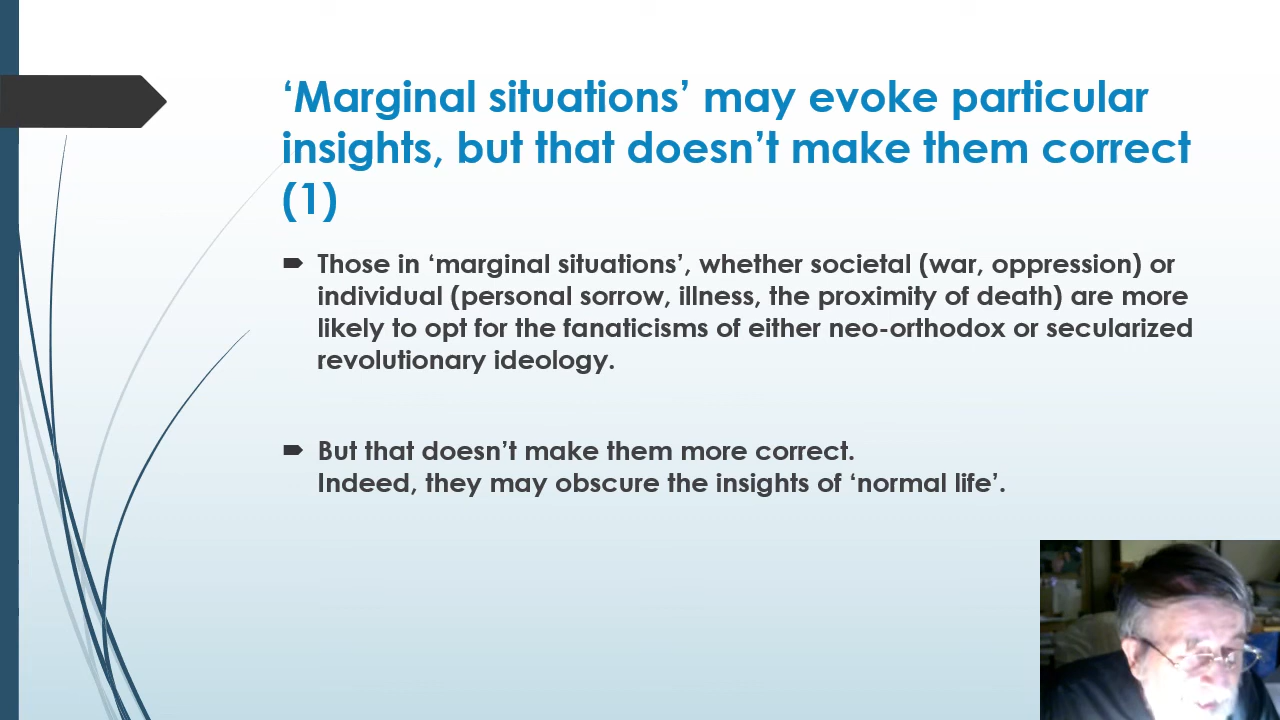 ‘Marginal situations’ may evoke particular
insights, but that doesn’t make them correct
(1)
Those in ‘marginal situations’, whether societal (war, oppression) or
individual (personal sorrow, illness, the proximity of death) are more
likely to opt for the fanaticisms of either neo-orthodox or secularized
revolutionary ideology.
But that doesn’t make them more correct.
Indeed, they may obscure the insights of ‘normal life’.